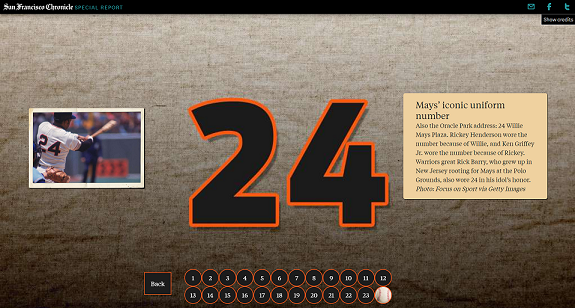 San Francisco Chronicle SPECIAL REPORT
Show credits
24
24
Mays' iconic uniform
number
Also the Oracle Park address: 24 Willie
Mays Plaza. Rickey Henderson wore the
number because of Willie, and Ken Griffey
Jr. wore the number because of Rickey.
Warriors great Rick Barry, who grew up in
New Jersey rooting for Mays at the Polo
Grounds, also wore 24 in his idol's honor.
Photo: Focus on Sport via Getty Images
Back
1 2 3 4 5 6 7 8 9 10 11 12
13 14 15 16 17 18 19 20 21 22 23